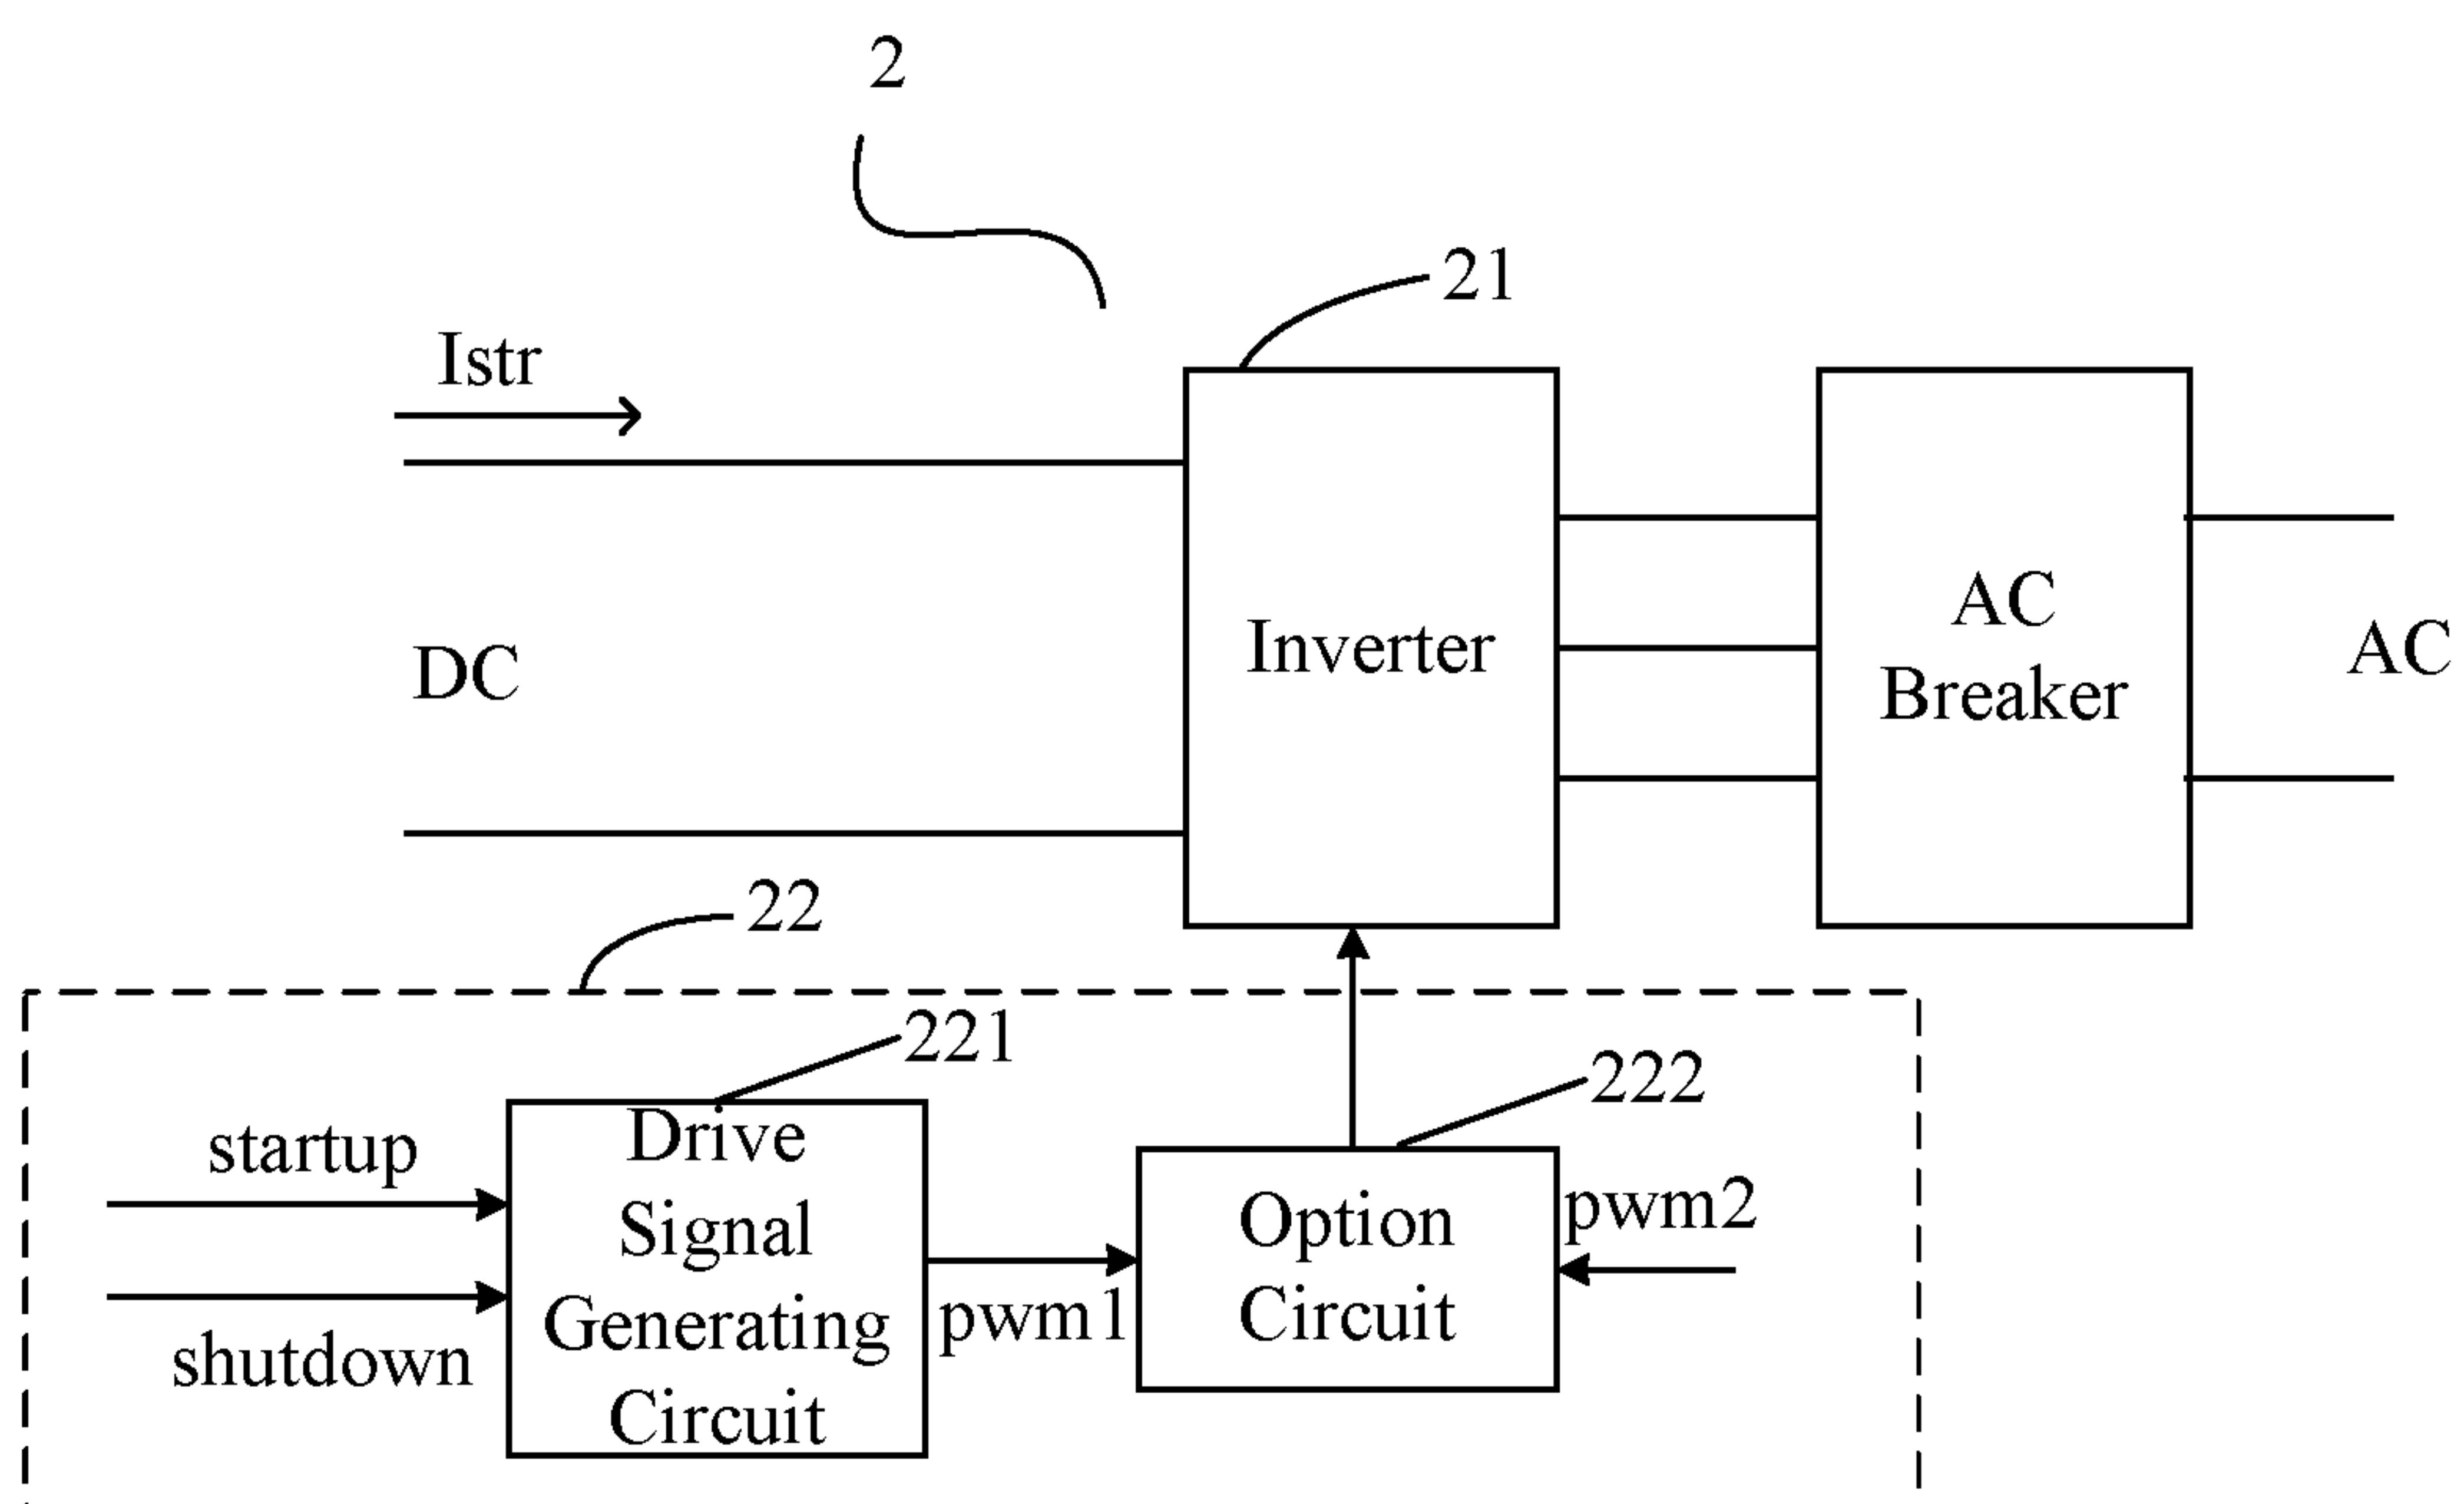 2
21
Istr
DC
Inverter
AC
Breaker
AC
22
221
222
startup
shutdown
Drive
Signal
Generating
Circuit
pwm1
Option
Circuit
pwm2